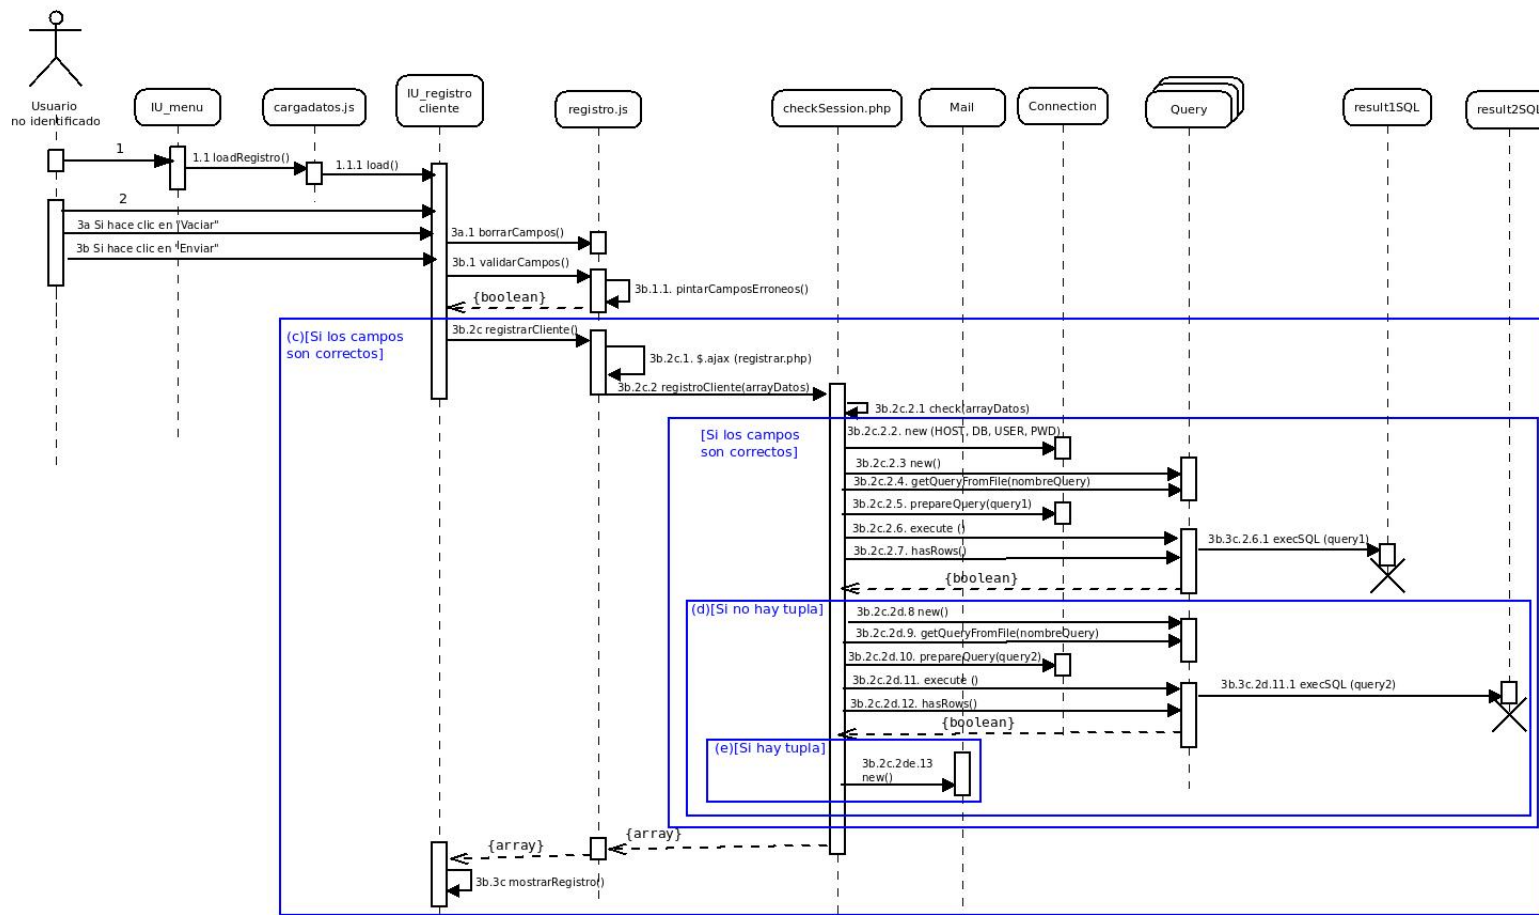 Usuario
no identificado
IU_menu
cargadatos.js
IU_registro
cliente
registro.js
checkSession.php
Mail
Connection
Query
result1SQL
result2SQL
1
1.1 loadRegistro()
1.1.1 load()
2
3a Si hace clic en "Vaciar"
3a.1 borrarCampos()
3b Si hace clic en "Enviar"
3b.1 validarCampos()
3b.1.1. pintarCamposErroneos()
{boolean}
(c)[Si los campos
son correctos]
3b.2c registrarCliente()
3b.2c.1. $.ajax (registrar.php)
3b.2c.2 registroCliente(arrayDatos)
3b.2c.2.1 check(arrayDatos)
[Si los campos
son correctos]
3b.2c.2.2. new (HOST, DB, USER, PWD)
3b.2c.2.3 new()
3b.2c.2.4. getQueryFromFile(nombreQuery)
3b.2c.2.5. prepareQuery(query1)
3b.2c.2.6. execute ()
3b.3c.2.6.1 execSQL (query1)
3b.2c.2.7. hasRows()
{boolean}
(d)[Si no hay tupla]
3b.2c.2d.8 new()
3b.2c.2d.9. getQueryFromFile(nombreQuery)
3b.2c.2d.10. prepareQuery(query2)
3b.2c.2d.11. execute ()
3b.3c.2d.11.1 execSQL (query2)
3b.2c.2d.12. hasRows()
{boolean}
(e)[Si hay tupla]
3b.2c.2de.13
new()
{array}
{array}
3b.3c mostrarRegistro()